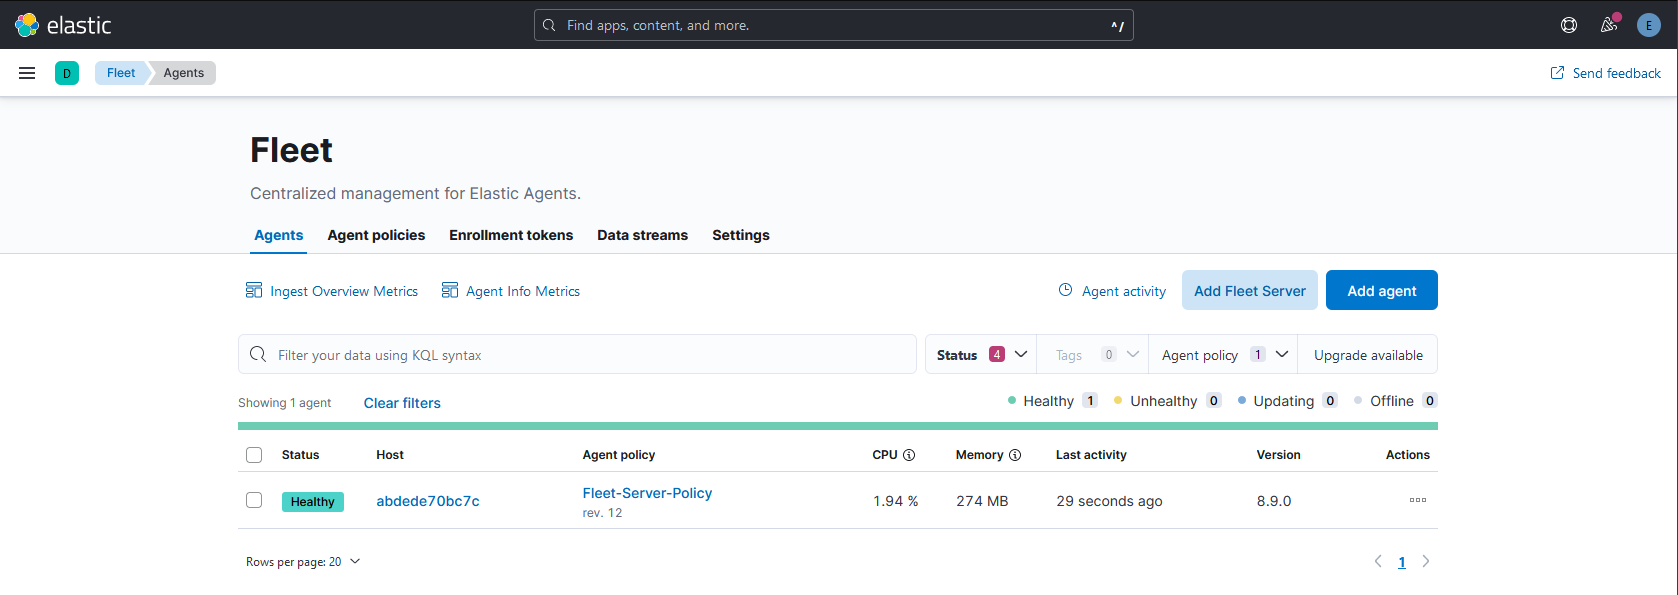 elastic
Find apps, content, and more.
^/
E
D
Fleet
Agents
Send feedback
Fleet
Centralized management for Elastic Agents.
Agents Agent policies Enrollment tokens Data streams Settings
Ingest Overview Metrics Agent Info Metrics Agent activity Add Fleet Server Add agent
Filter your data using KQL syntax Status 4 Tags 0 Agent policy 1 Upgrade available
Showing 1 agent Clear filters Healthy 1 Unhealthy 0 Updating 0 Offline 0
Status Host Agent policy CPU Memory Last activity Version Actions
Healthy abdede70bc7c Fleet-Server-Policy 1.94 % 274 MB 29 seconds ago 8.9.0
rev. 12
Rows per page: 20 1